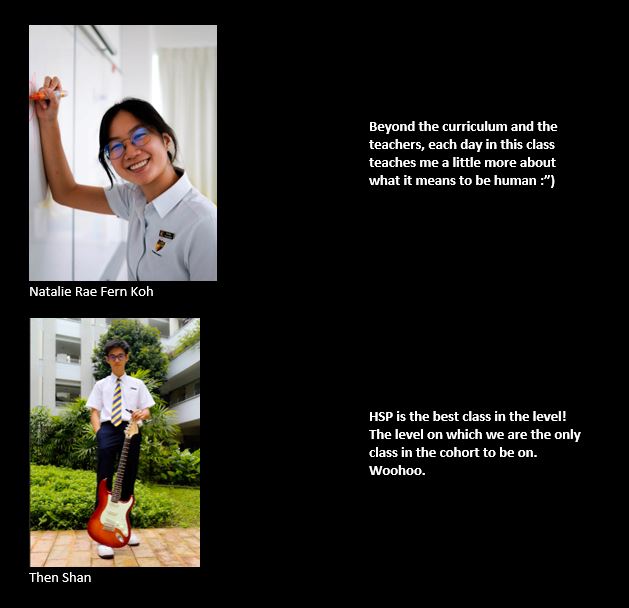 Beyond the curriculum and the
teachers, each day in this class
teaches me a little more about
what it means to be human :”)
Natalie Rae Fern Koh
HSP is the best class in the level!
The level on which we are the only
class in the cohort to be on.
Woohoo.
Then Shan